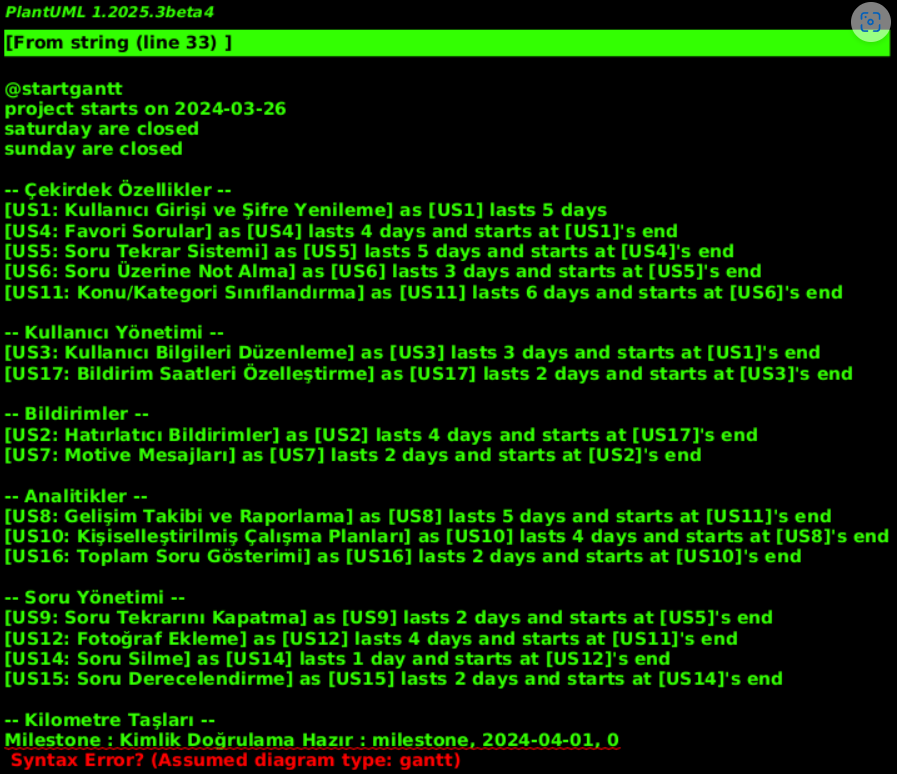 PlantUML 1.2025.3beta4
[From string (line 33) ]
@startgantt
project starts on 2024-03-26
saturday are closed
sunday are closed
-- Çekirdek Özellikler --
[US1: Kullanıcı Girişi ve Şifre Yenileme] as [US1] lasts 5 days
[US4: Favori Sorular] as [US4] lasts 4 days and starts at [US1]'s end
[US5: Soru Tekrar Sistemi] as [US5] lasts 5 days and starts at [US4]'s end
[US6: Soru Üzerine Not Alma] as [US6] lasts 3 days and starts at [US5]'s end
[US11: Konu/Kategori Sınıflandırma] as [US11] lasts 6 days and starts at [US6]'s end
-- Kullanıcı Yönetimi --
[US3: Kullanıcı Bilgileri Düzenleme] as [US3] lasts 3 days and starts at [US1]'s end
[US17: Bildirim Saatleri Özelleştirme] as [US17] lasts 2 days and starts at [US3]'s end
-- Bildirimler --
[US2: Hatırlatıcı Bildirimler] as [US2] lasts 4 days and starts at [US17]'s end
[US7: Motive Mesajları] as [US7] lasts 2 days and starts at [US2]'s end
-- Analitikler --
[US8: Gelişim Takibi ve Raporlama] as [US8] lasts 5 days and starts at [US11]'s end
[US10: Kişiselleştirilmiş Çalışma Planları] as [US10] lasts 4 days and starts at [US8]'s end
[US16: Toplam Soru Gösterimi] as [US16] lasts 2 days and starts at [US10]'s end
-- Soru Yönetimi --
[US9: Soru Tekrarını Kapatma] as [US9] lasts 2 days and starts at [US5]'s end
[US12: Fotoğraf Ekleme] as [US12] lasts 4 days and starts at [US11]'s end
[US14: Soru Silme] as [US14] lasts 1 day and starts at [US12]'s end
[US15: Soru Derecelendirme] as [US15] lasts 2 days and starts at [US14]'s end
-- Kilometre Taşları --
Milestone : Kimlik Doğrulama Hazır : milestone, 2024-04-01, 0
Syntax Error? (Assumed diagram type: gantt)